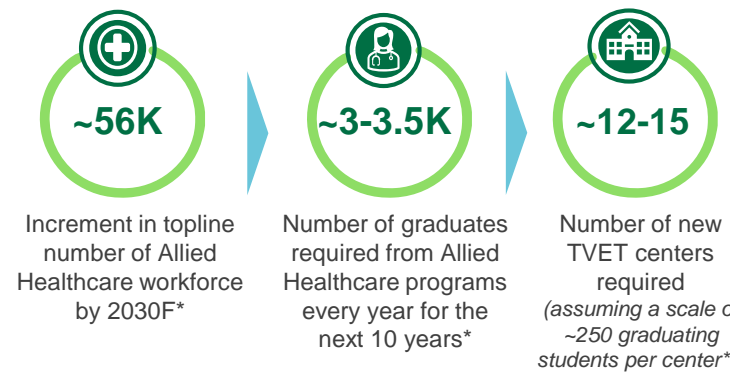 ~56K
Increment in topline
number of Allied
Healthcare workforce
by 2030F*
~3-3.5K
Number of graduates
required from Allied
Healthcare programs
every year for the
next 10 years*
~12-15
Number of new
TVET centers
required
(assuming a scale o
~250 graduating
students per center*